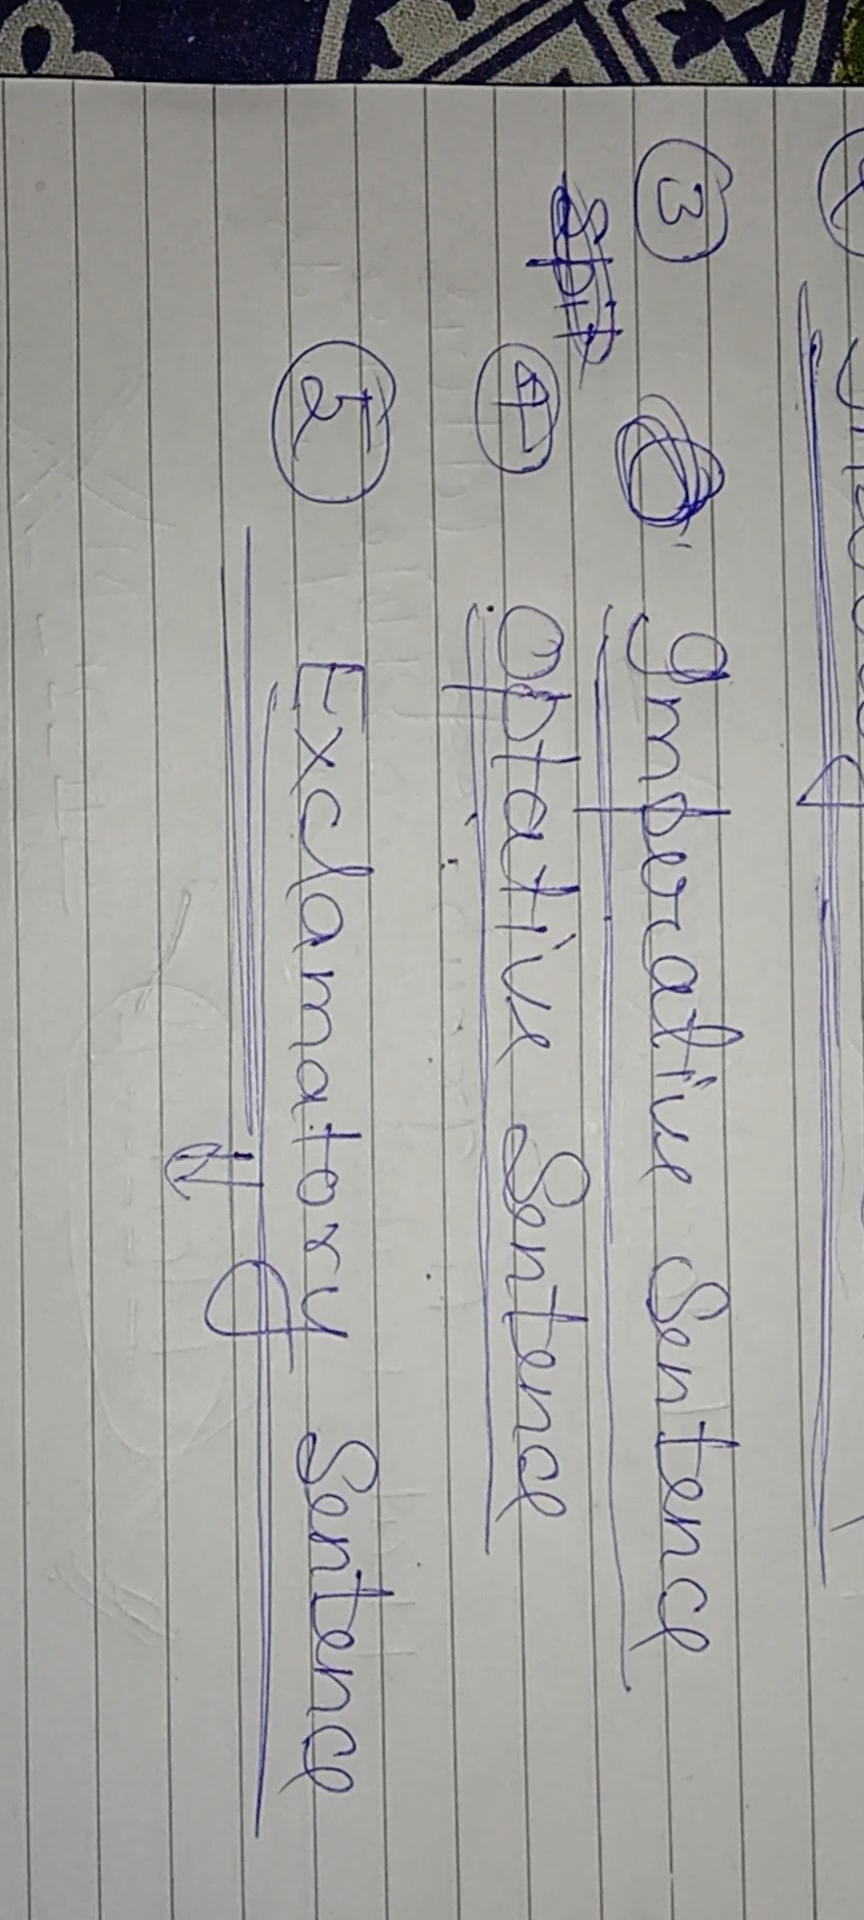 ③ Imperative Sentence
④ Optative Sentence
⑤ Exclamatory Sentence